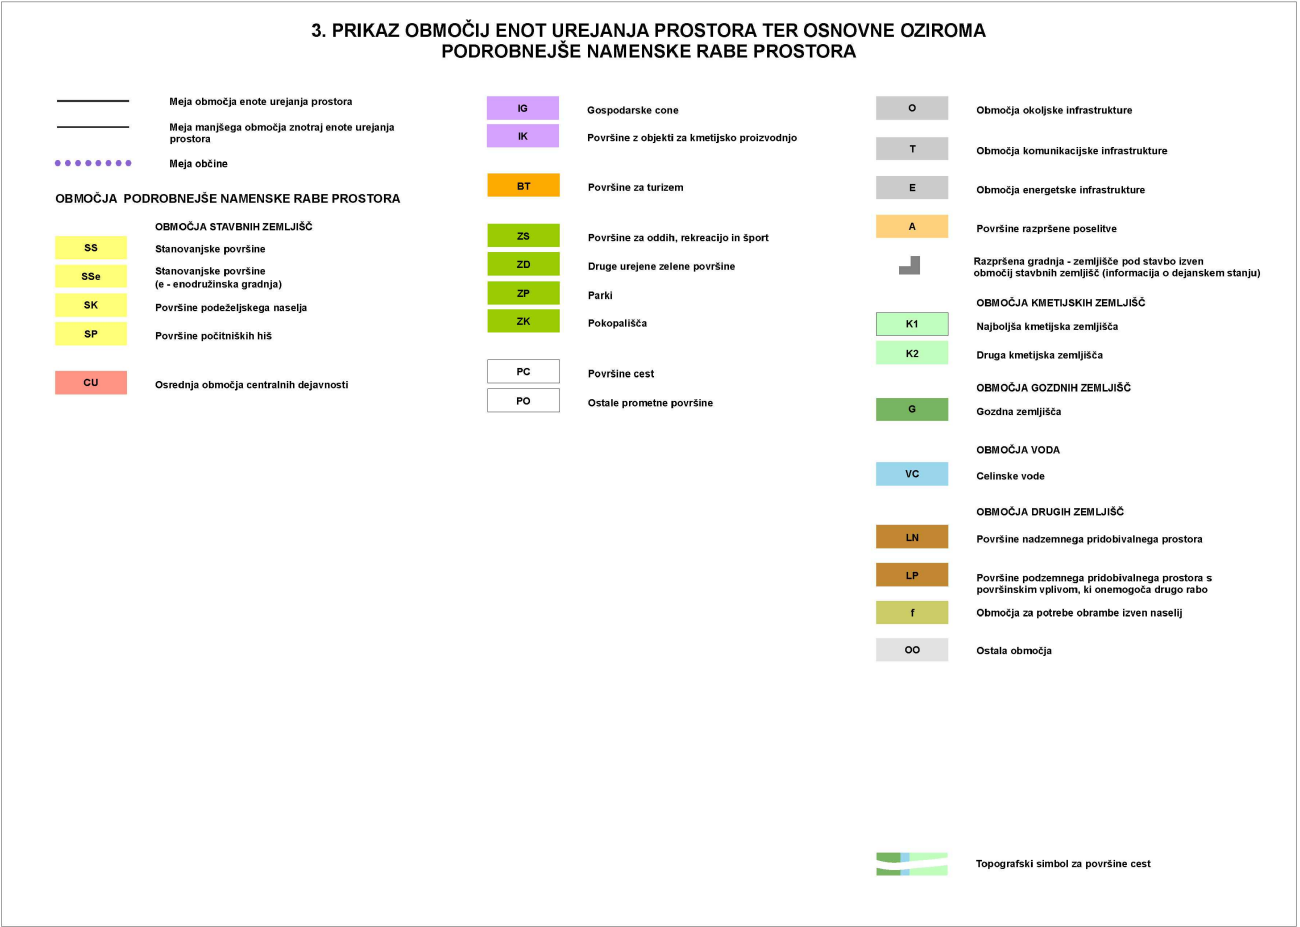 3. PRIKAZ OBMOČIJ ENOT UREJANJA PROSTORA TER OSNOVNE OZIROMA
PODROBNEJŠE NAMENSKE RABE PROSTORA
Meja območja enote urejanja prostora
Meja manjšega območja znotraj enote urejanja
prostora
Meja občine
OBMOČJA PODROBNEJŠE NAMENSKE RABE PROSTORA
OBMOČJA STAVBNIH ZEMLJIŠČ
SS Stanovanjske površine
SSe Stanovanjske površine
(e - enodružinska gradnja)
SK Površine podeželjskega naselja
SP Površine počitniških hiš
CU Osrednja območja centralnih dejavnosti
IG Gospodarske cone
IK Površine z objekti za kmetijsko proizvodnjo
BT Površine za turizem
ZS Površine za oddih, rekreacijo in šport
ZD Druge urejene zelene površine
ZP Parki
ZK Pokopališča
PC Površine cest
PO Ostale prometne površine
O Območja okoljske infrastrukture
T Območja komunikacijske infrastrukture
E Območja energetske infrastrukture
A Površine razpršene poselitve
Razpršena gradnja - zemljišče pod stavbo izven
območij stavbnih zemljišč (informacija o dejanskem stanju)
OBMOČJA KMETIJSKIH ZEMLJIŠČ
K1 Najboljša kmetijska zemljišča
K2 Druga kmetijska zemljišča
OBMOČJA GOZDNIH ZEMLJIŠČ
G Gozdna zemljišča
OBMOČJA VODA
VC Celinske vode
OBMOČJA DRUGIH ZEMLJIŠČ
LN Površine nadzemnega pridobivalnega prostora
LP Površine podzemnega pridobivalnega prostora s
površinskim vplivom, ki onemogoča drugo rabo
f Območja za potrebe obrambe izven naselij
OO Ostala območja
Topografski simbol za površine cest